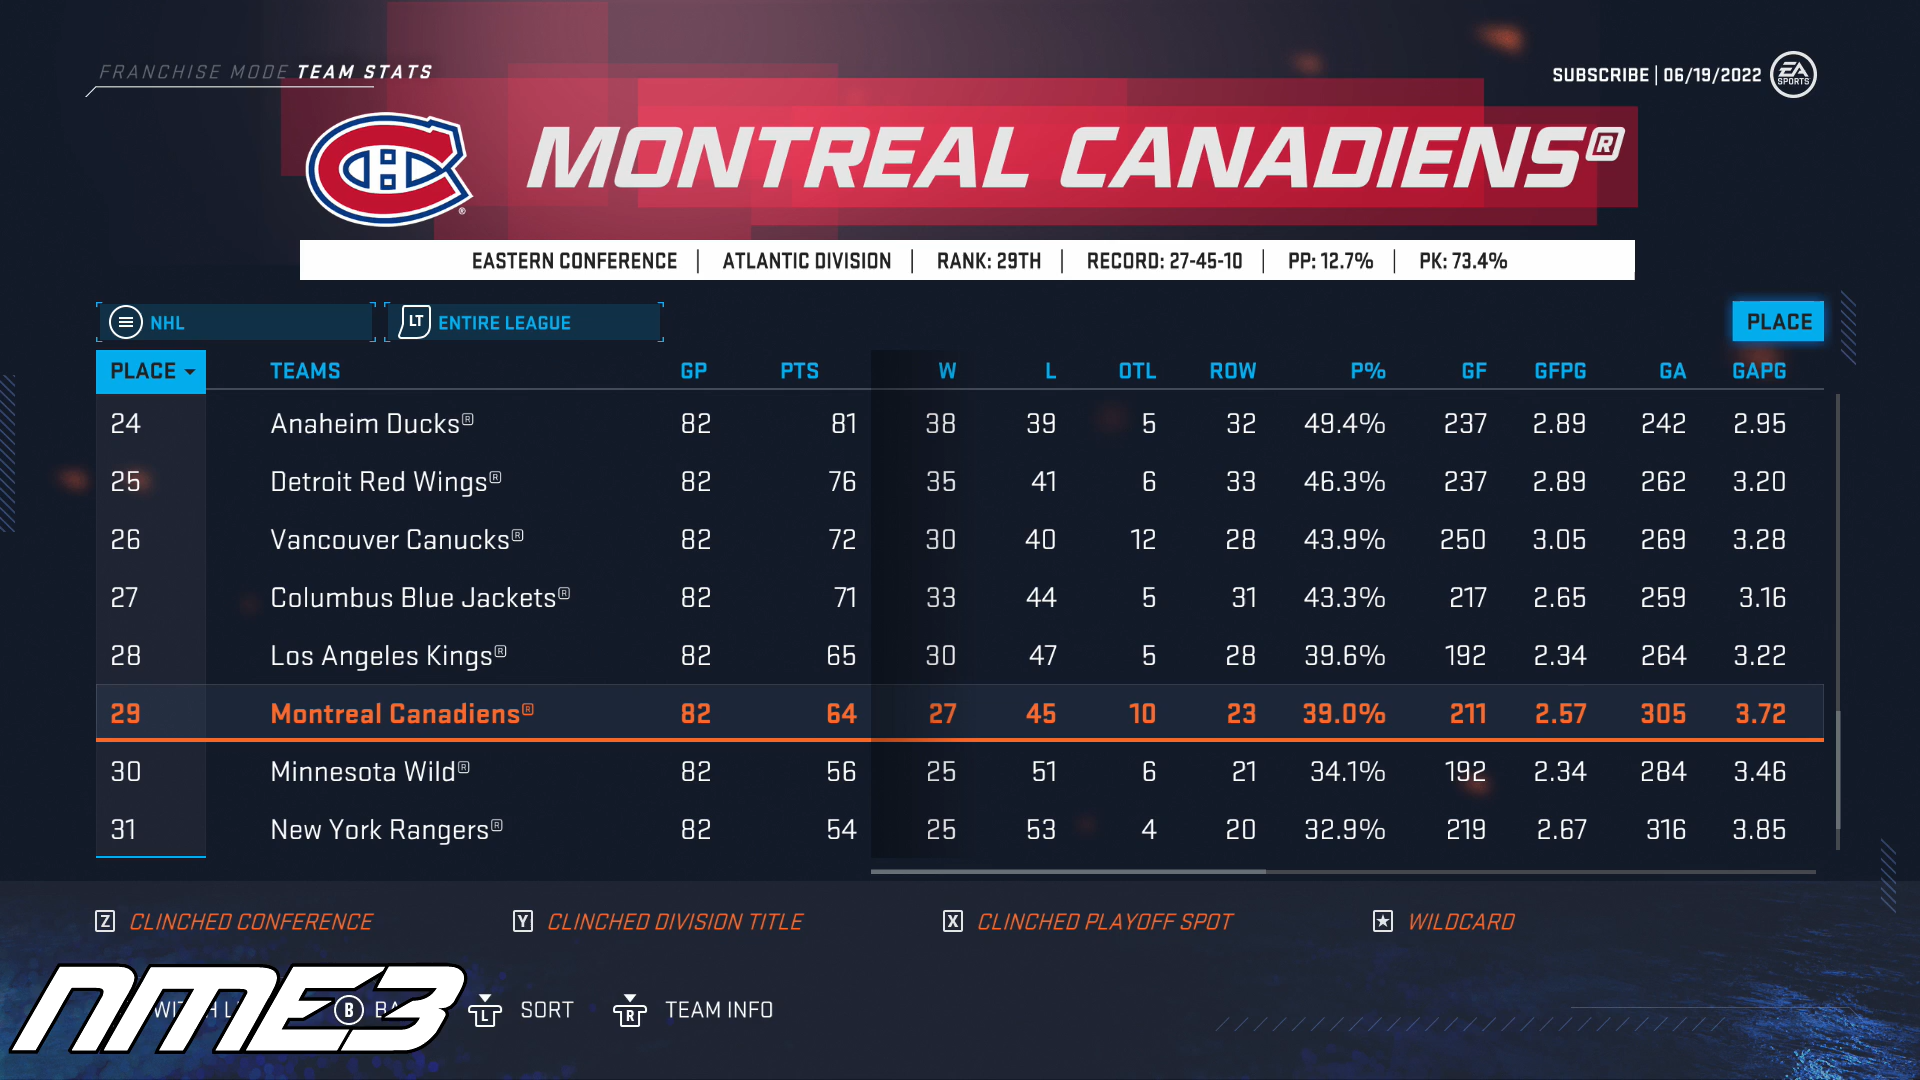 FRANCHISE MODE TEAM STATS
SUBSCRIBE | 06/19/2022
EA SPORTS
MONTREAL CANADIENS®
EASTERN CONFERENCE | ATLANTIC DIVISION | RANK: 29TH | RECORD: 27-45-10 | PP: 12.7% | PK: 73.4%
NHL LT ENTIRE LEAGUE PLACE
PLACE TEAMS GP PTS W L OTL ROW P% GF GFPG GA GAPG
24 Anaheim Ducks® 82 81 38 39 5 32 49.4% 237 2.89 242 2.95
25 Detroit Red Wings® 82 76 35 41 6 33 46.3% 237 2.89 262 3.20
26 Vancouver Canucks® 82 72 30 40 12 28 43.9% 250 3.05 269 3.28
27 Columbus Blue Jackets® 82 71 33 44 5 31 43.3% 217 2.65 259 3.16
28 Los Angeles Kings® 82 65 30 47 5 28 39.6% 192 2.34 264 3.22
29 Montreal Canadiens® 82 64 27 45 10 23 39.0% 211 2.57 305 3.72
30 Minnesota Wild® 82 56 25 51 6 21 34.1% 192 2.34 284 3.46
31 New York Rangers® 82 54 25 53 4 20 32.9% 219 2.67 316 3.85
Z CLINCHED CONFERENCE Y CLINCHED DIVISION TITLE X CLINCHED PLAYOFF SPOT ★ WILDCARD
NME3 B L SORT R TEAM INFO